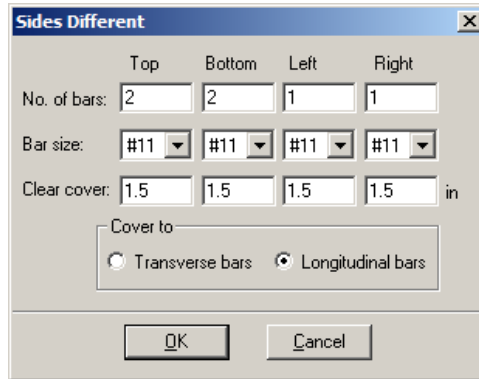 Sides Different
Top Bottom Left Right
No. of bars: 2 2 1 1
Bar size: #11 #11 #11 #11
Clear cover: 1.5 1.5 1.5 1.5 in
Cover to
Transverse bars Longitudinal bars
OK Cancel